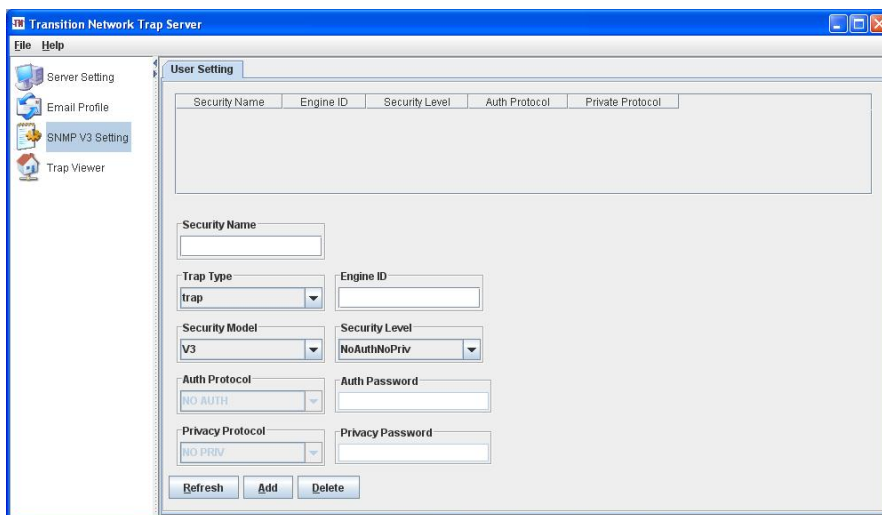 TN Transition Network Trap Server
File Help
Server Setting
Email Profile
SNMP V3 Setting
Trap Viewer
User Setting
Security Name Engine ID Security Level Auth Protocol Private Protocol
Security Name
Trap Type Engine ID
trap
Security Model Security Level
V3 NoAuthNoPriv
Auth Protocol Auth Password
NO AUTH
Privacy Protocol Privacy Password
NO PRIV
Refresh Add Delete